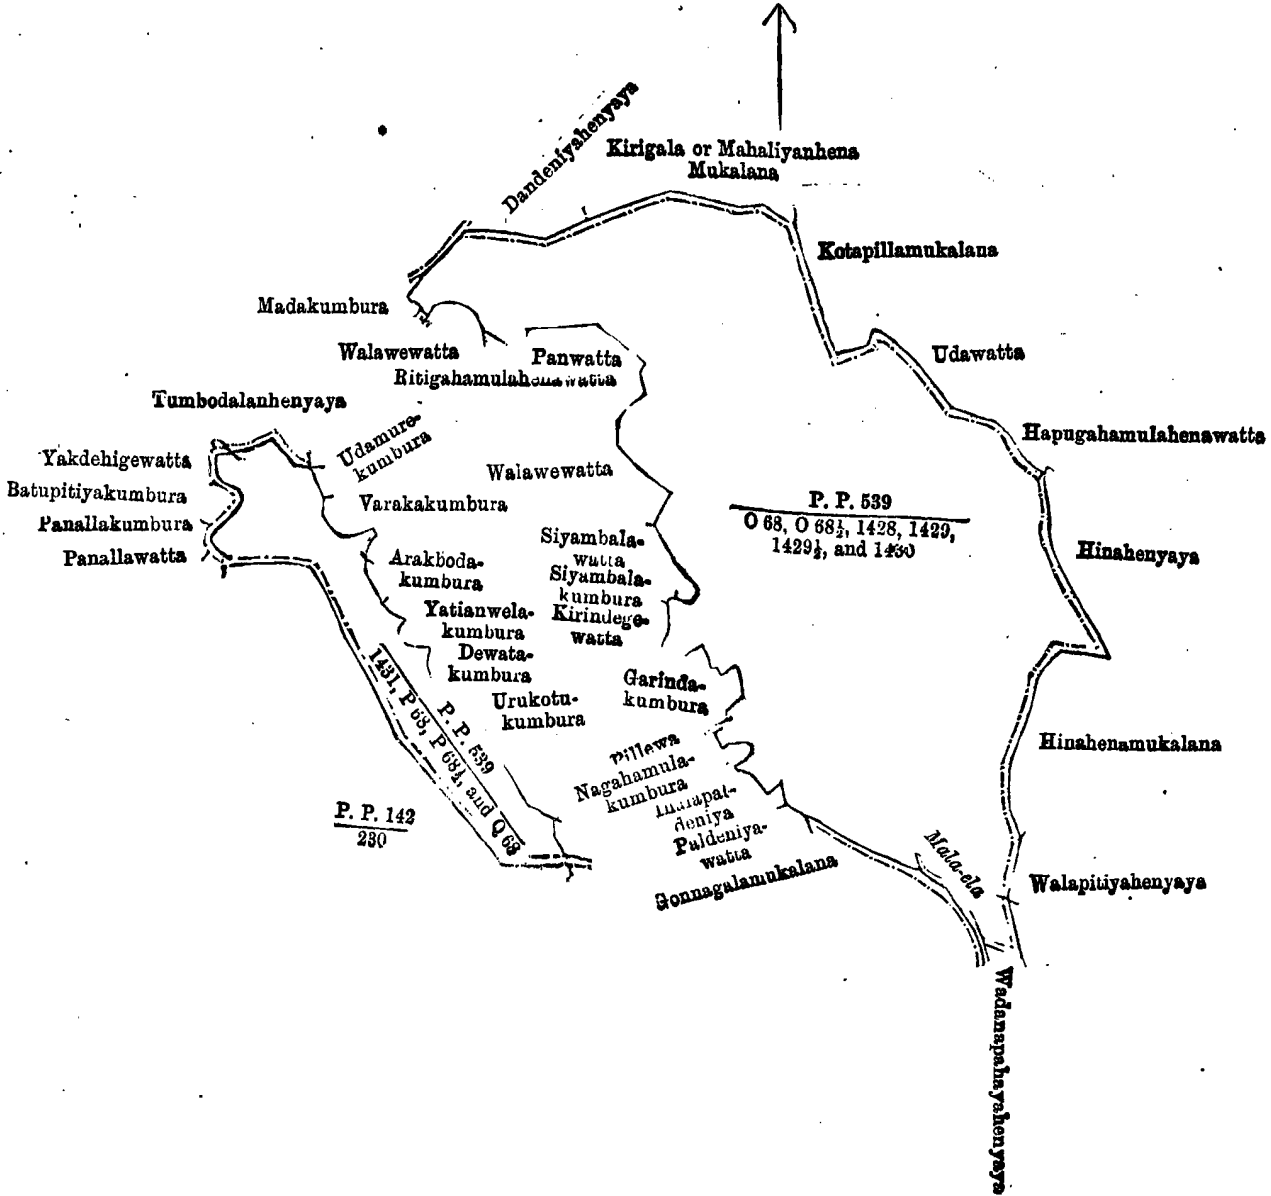 Dandeniyahenyaya
Kirigala or Mahaliyanhena
Mukalana
Kotapillamukalana
Madakumbura
Walawewatta
Panwatta
Udawatta
Ritigahamulahenawatta
Tumbodalanhenyaya
Udamure-
kumbura
Hapugahamulahenawatta
Yakdehigewatta
Walawewatta
Batupitiyakumbura
Varakakumbura
P. P. 539
O 68, O 68½, 1428, 1429,
1429½, and 1430
Panallakumbura
Panallawatta
Siyambala-
watta
Arakboda-
kumbura
Siyambala-
kumbura
Hinahenyaya
Yatianwela-
kumbura
Kirindege-
watta
Dewata-
kumbura
Garinda-
kumbura
Urukotu-
kumbura
P. P. 539
1431, P 68, P 68½, and Q 68
Pillewa
Nagahamula-
kumbura
Hinahenamukalana
deniya
Paldeniya-
watta
P. P. 142
230
Gonnagalamukalana
Mala-ela
Walapitiyahenyaya
Wadanapahayahenyaya